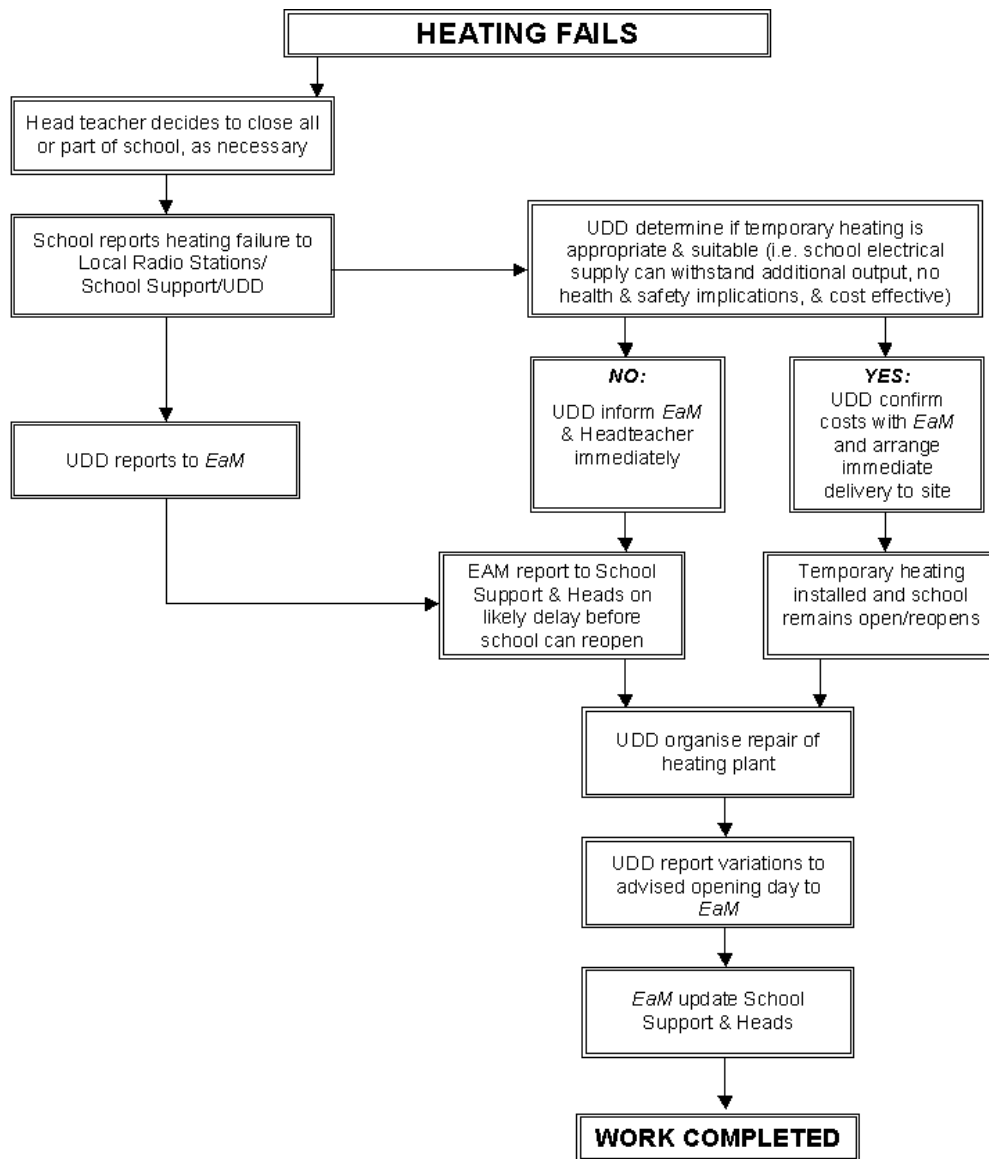 HEATING FAILS
Head teacher decides to close all
or part of school, as necessary
School reports heating failure to
Local Radio Stations/
School Support/UDD
UDD determine if temporary heating is
appropriate & suitable (i.e. school electrical
supply can withstand additional output, no
health & safety implications, & cost effective)
NO:
UDD inform EaM
& Headteacher
immediately
YES:
UDD confirm
costs with EaM
and arrange
immediate
delivery to site
UDD reports to EaM
EAM report to School
Support & Heads on
likely delay before
school can reopen
Temporary heating
installed and school
remains open/reopens
UDD organise repair of
heating plant
UDD report variations to
advised opening day to
EaM
EaM update School
Support & Heads
WORK COMPLETED